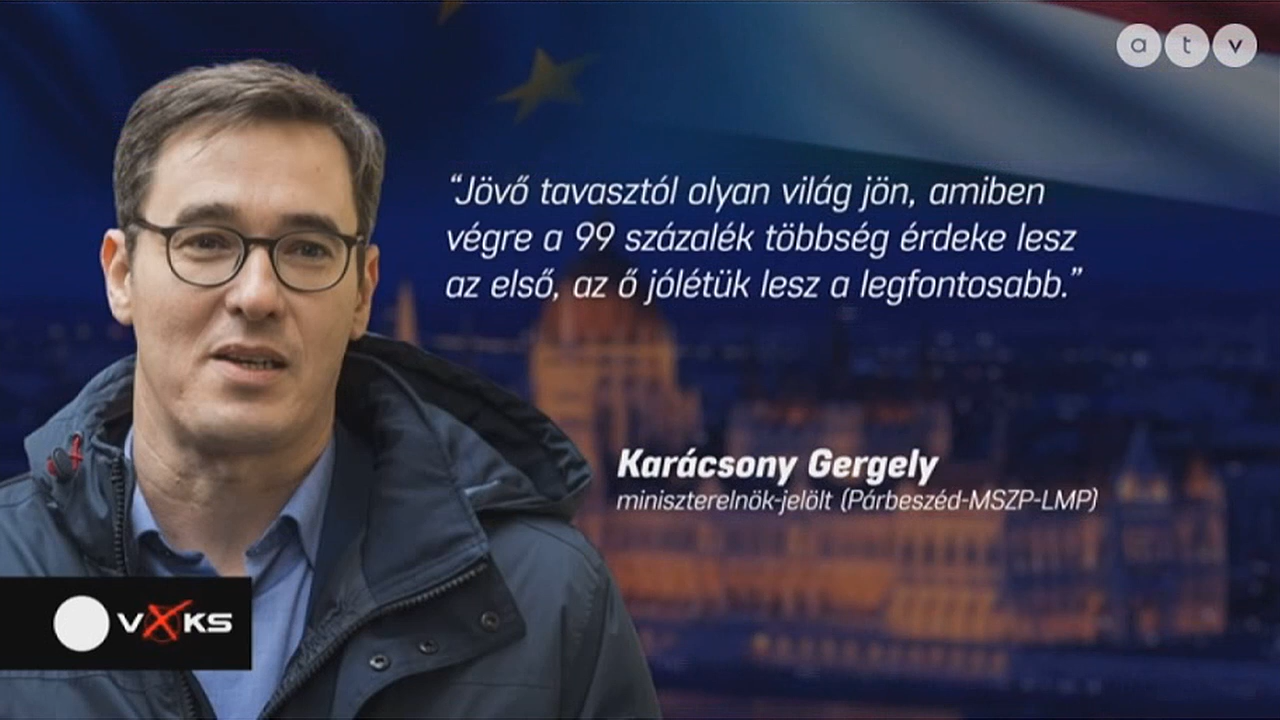 a t v
“Jövő tavasztól olyan világ jön, amiben
végre a 99 százalék többség érdeke lesz
az első, az ő jólétük lesz a legfontosabb.”
Karácsony Gergely
miniszterelnök-jelölt (Párbeszéd-MSZP-LMP)
VXKS